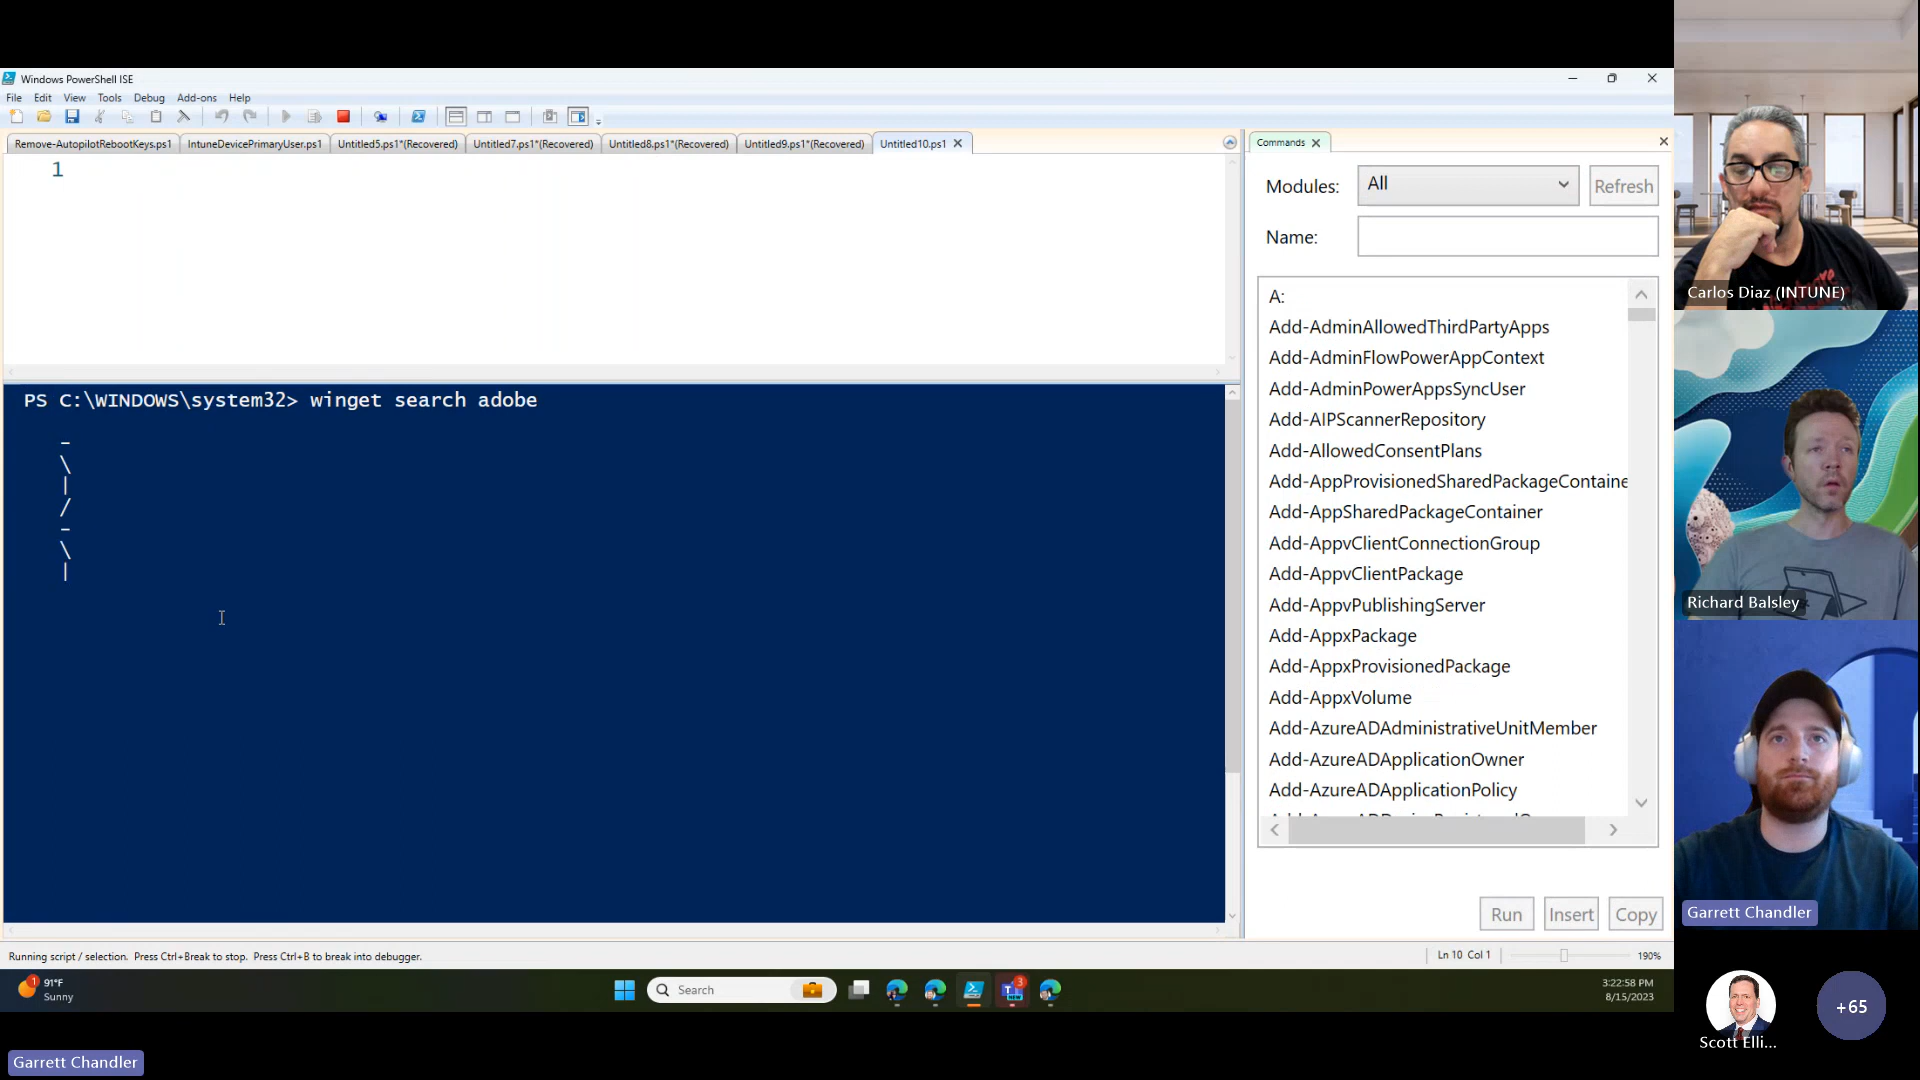 Windows PowerShell ISE
File Edit View Tools Debug Add-ons Help
Remove-AutopilotRebootKeys.ps1 IntuneDevicePrimaryUser.ps1 Untitled5.ps1*(Recovered) Untitled7.ps1*(Recovered) Untitled8.ps1*(Recovered) Untitled9.ps1*(Recovered) Untitled10.ps1
1
PS C:\WINDOWS\system32> winget search adobe
-
\
|
/
-
\
|
Commands
Modules: All Refresh
Name:
A:
Add-AdminAllowedThirdPartyApps
Add-AdminFlowPowerAppContext
Add-AdminPowerAppsSyncUser
Add-AIPScannerRepository
Add-AllowedConsentPlans
Add-AppProvisionedSharedPackageContaine
Add-AppSharedPackageContainer
Add-AppvClientConnectionGroup
Add-AppvClientPackage
Add-AppvPublishingServer
Add-AppxPackage
Add-AppxProvisionedPackage
Add-AppxVolume
Add-AzureADAdministrativeUnitMember
Add-AzureADApplicationOwner
Add-AzureADApplicationPolicy
Run Insert Copy
Running script / selection. Press Ctrl+Break to stop. Press Ctrl+B to break into debugger.
Ln 10 Col 1
190%
1
91°F
Sunny
Search
NEW
3
3:22:58 PM
8/15/2023
Carlos Diaz (INTUNE)
Richard Balsley
Garrett Chandler
Scott Elli...
+65
Garrett Chandler